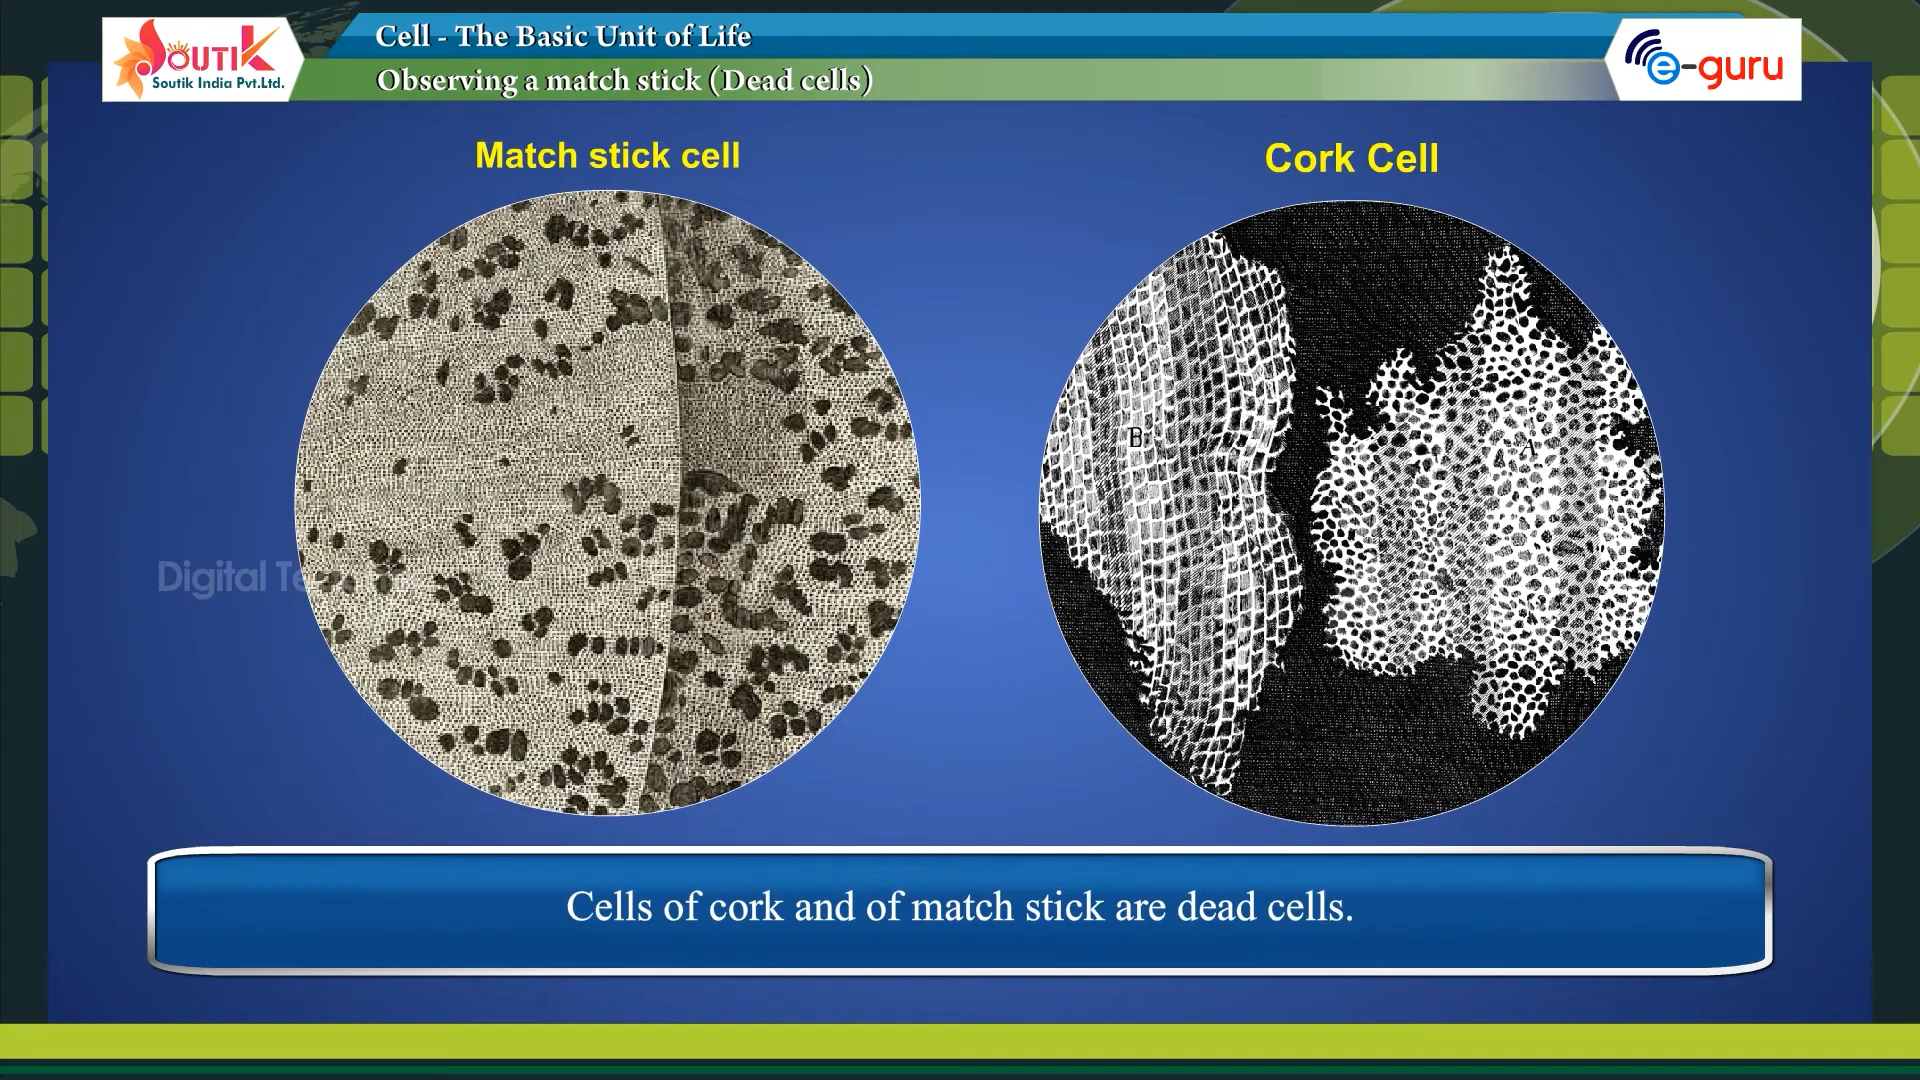 SOUTIK
Soutik India Pvt.Ltd.
Cell - The Basic Unit of Life
Observing a match stick (Dead cells)
e-guru
Match stick cell
Cork Cell
B
A
Digital
Cells of cork and of match stick are dead cells.